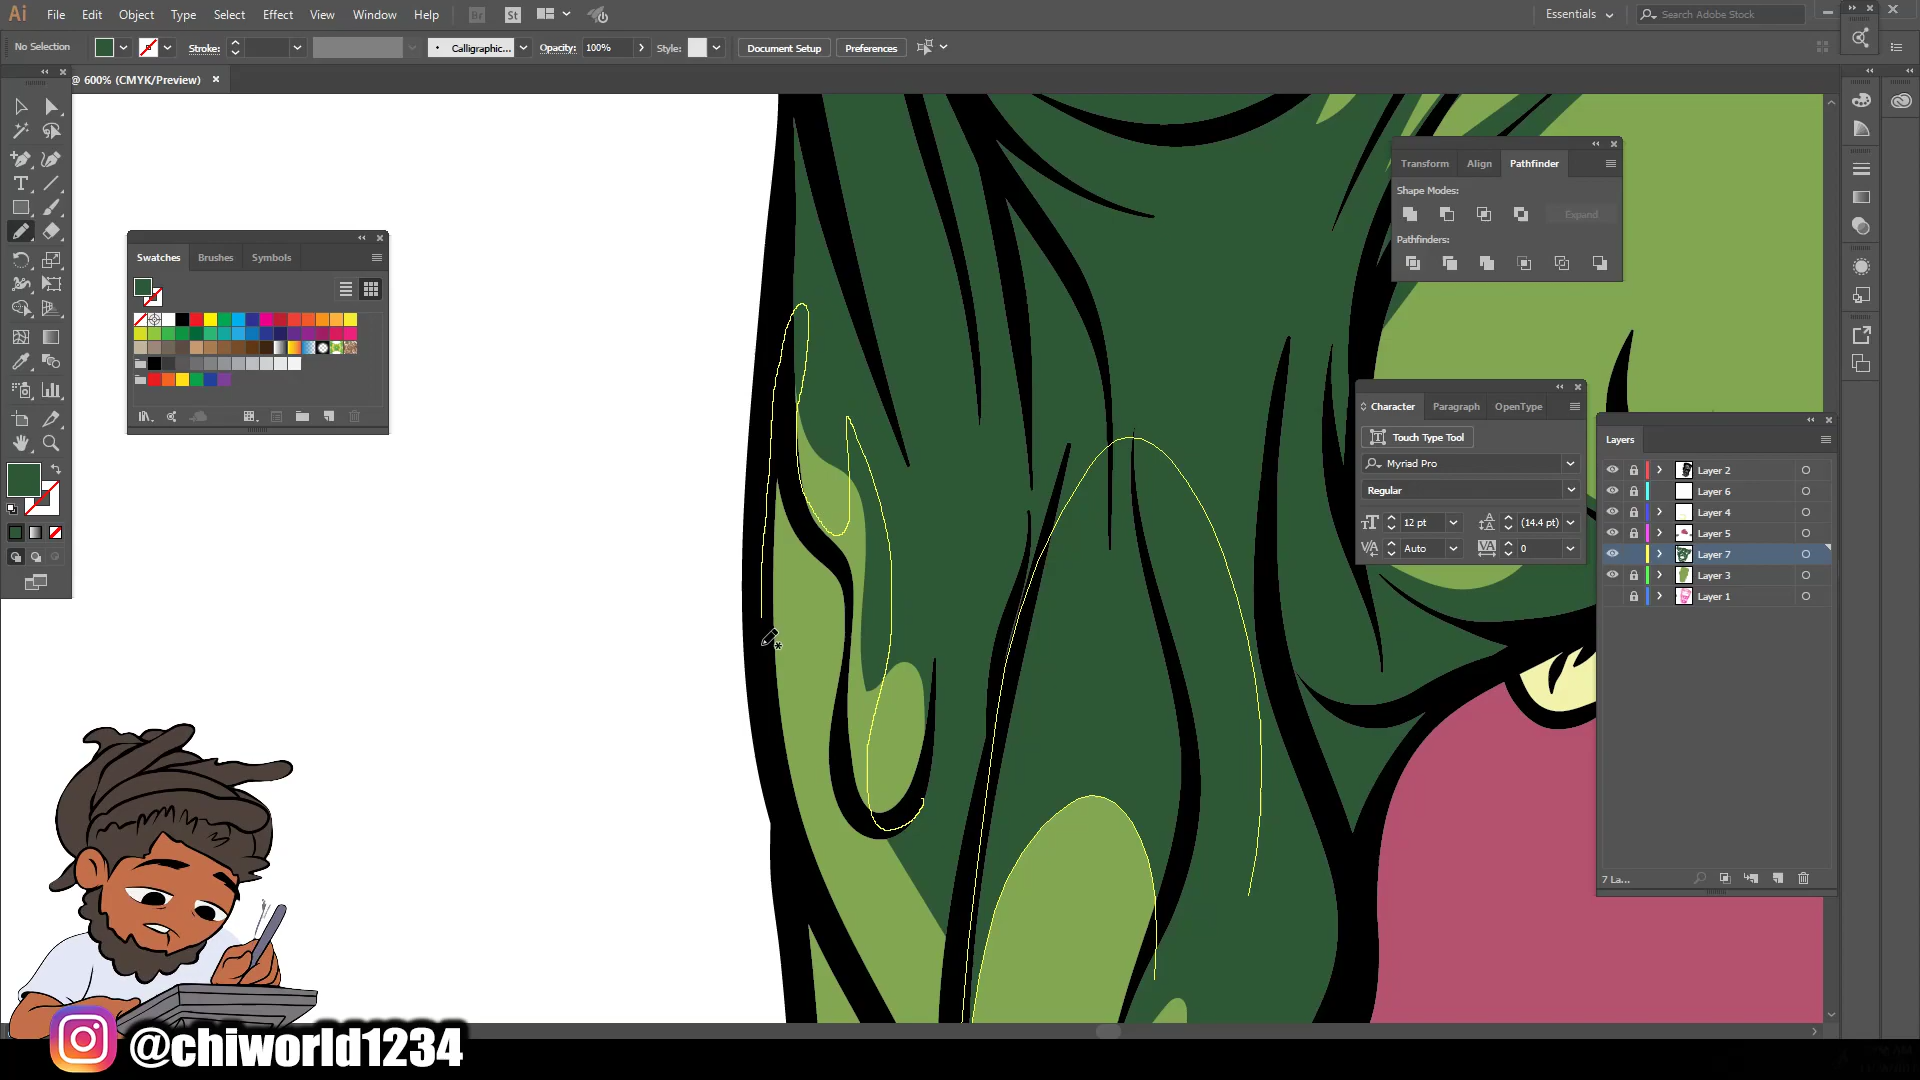 Ai File Edit Object Type Select Effect View Window Help Br St Essentials Search Adobe Stock
No Selection Stroke: Calligraphic... Opacity: 100% Style: Document Setup Preferences
@ 600% (CMYK/Preview)
Transform Align Pathfinder
Shape Modes:
Expand
Pathfinders:
Swatches Brushes Symbols
Character Paragraph OpenType
Touch Type Tool
Myriad Pro
Regular
12 pt (14.4 pt)
Auto 0
Layers
Layer 2
Layer 6
Layer 4
Layer 5
Layer 7
Layer 3
Layer 1
7 La...
@chiworld1234